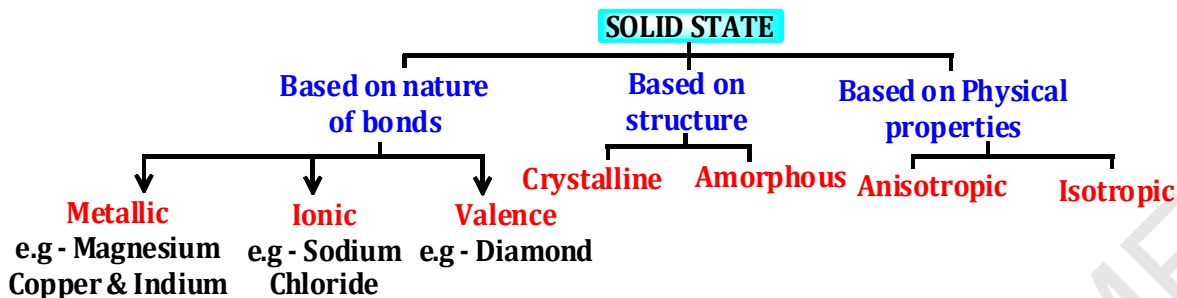 SOLID STATE
Based on nature
of bonds
Based on
structure
Based on Physical
properties
Metallic
e.g - Magnesium
Copper & Indium
Ionic
e.g - Sodium
Chloride
Valence
e.g - Diamond
Crystalline
Amorphous
Anisotropic
Isotropic